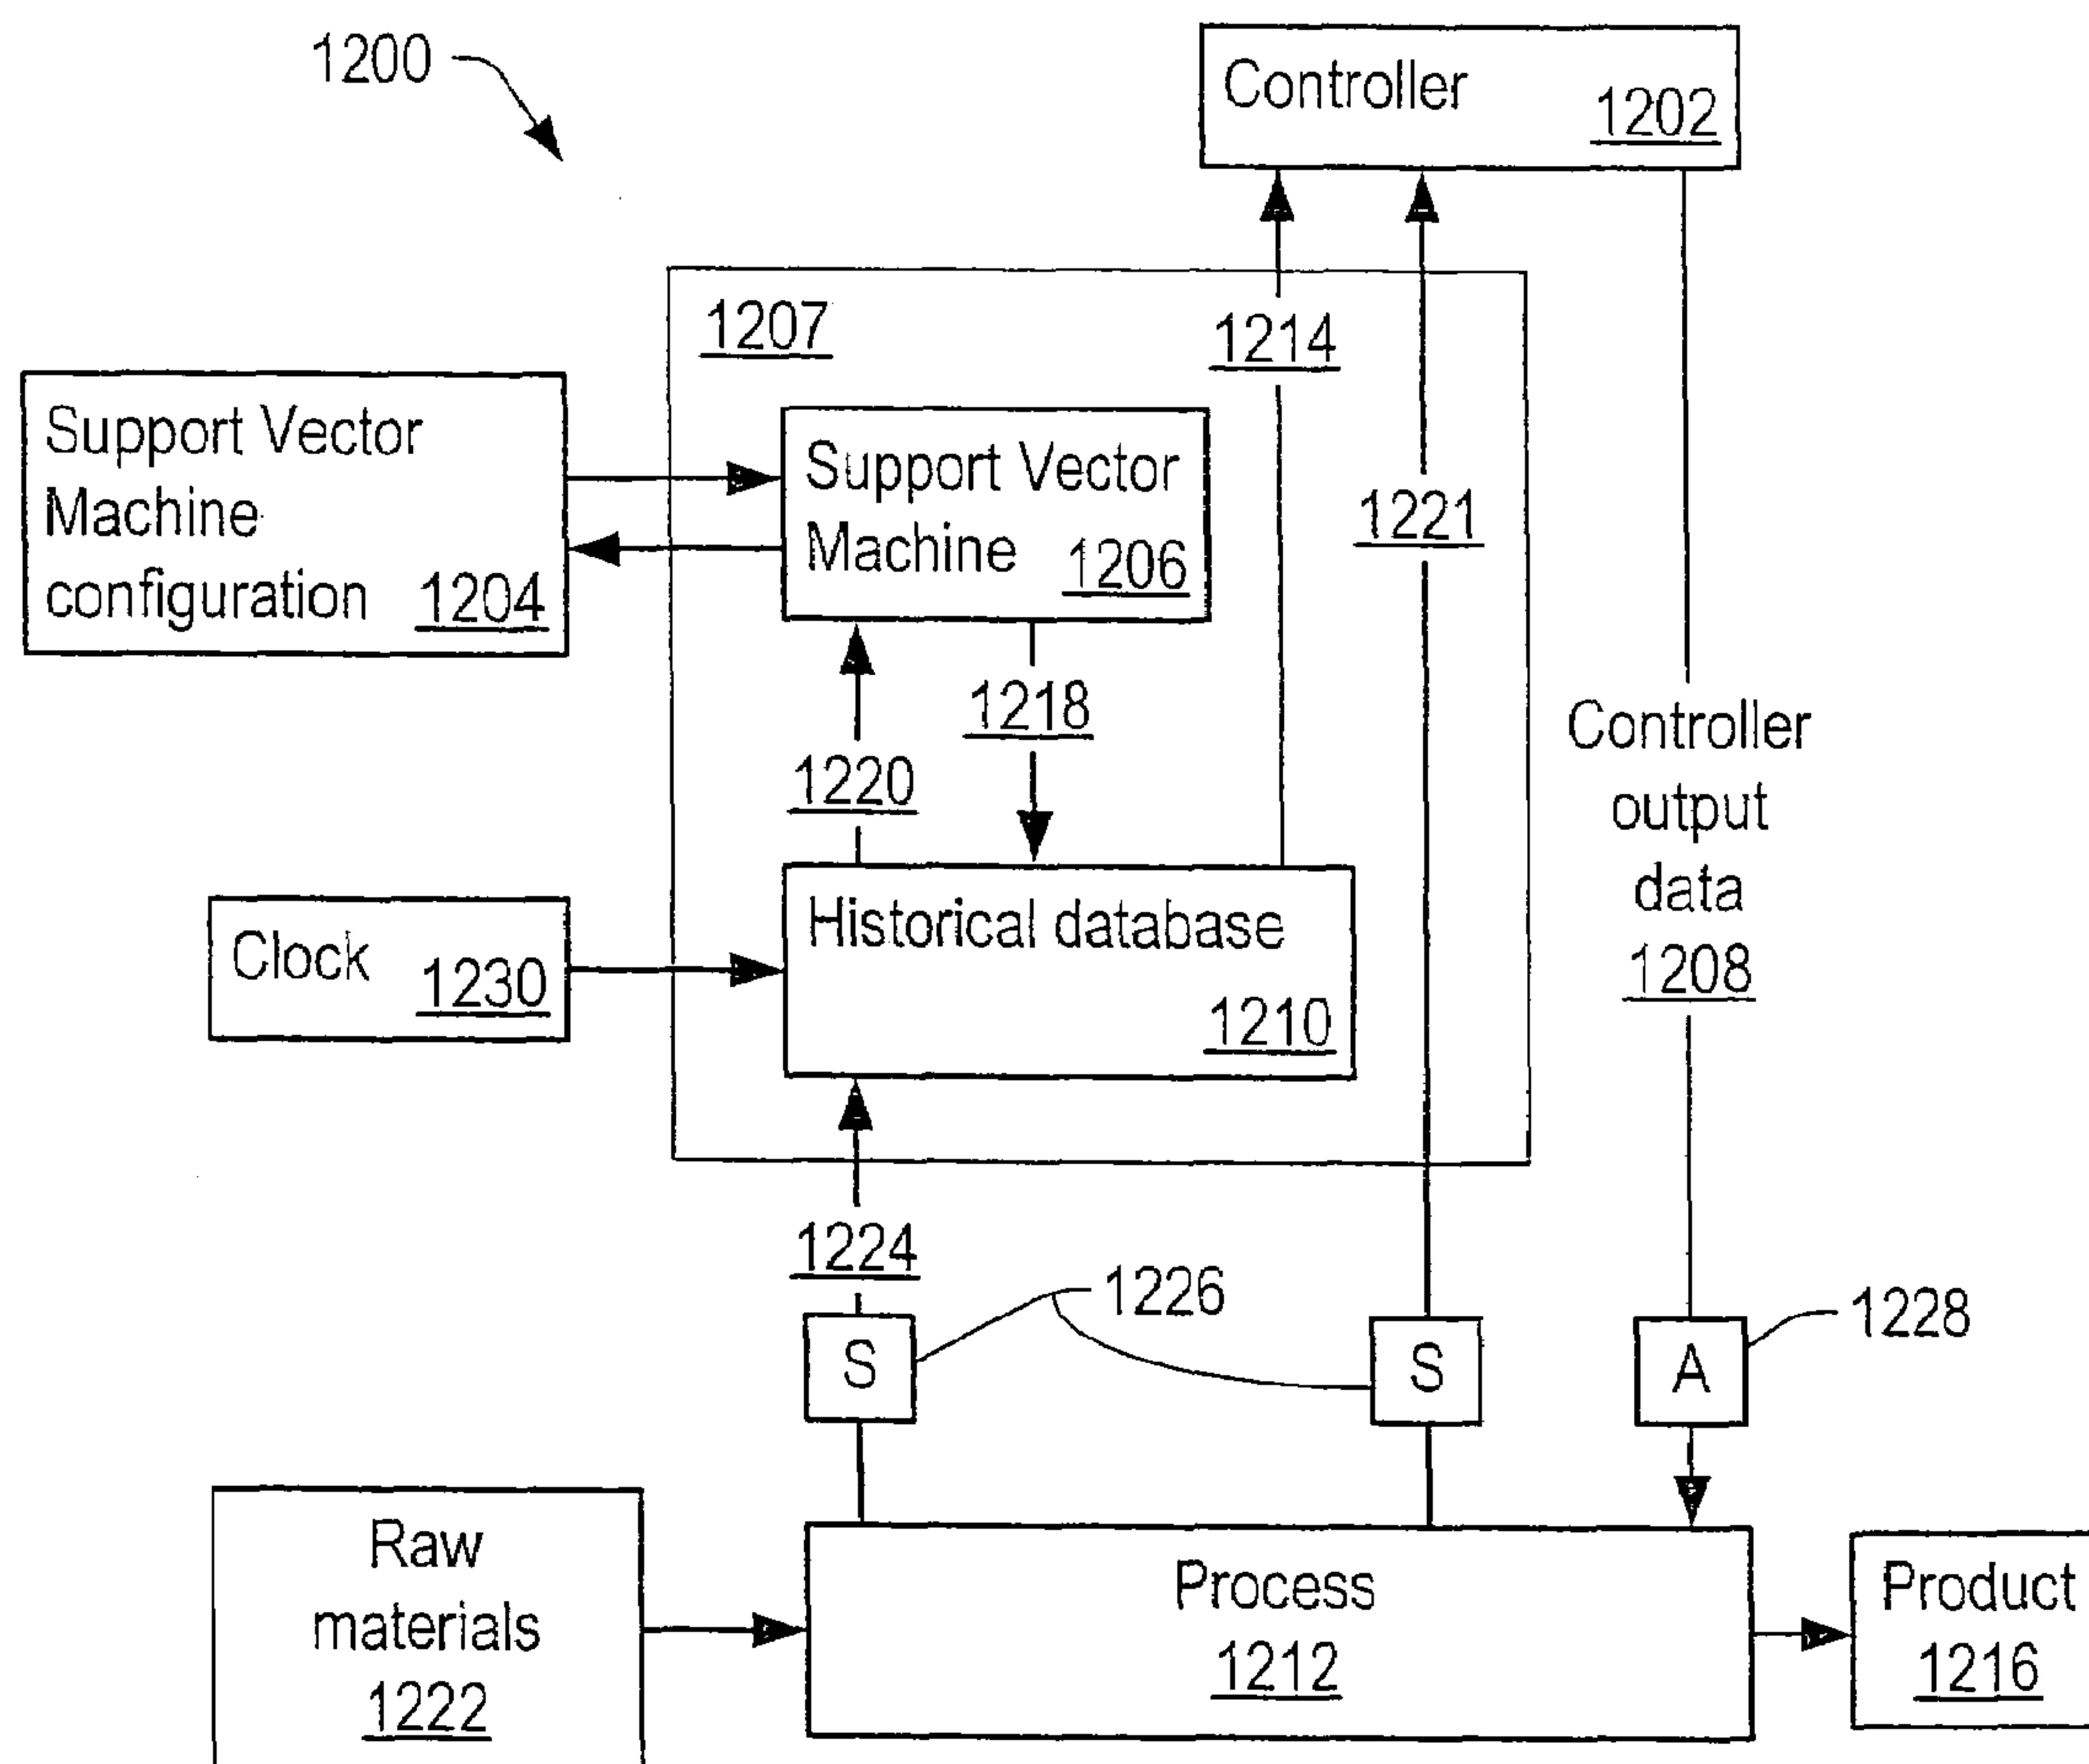 1200
Controller
1202
1207
1214
Support Vector
Machine
configuration 1204
Support Vector
Machine 1206
1221
1218
1220
Controller
output
data
1208
Historical database
1210
Clock
1230
1224
1226
1228
S
S
A
Raw
materials
1222
Process
1212
Product
1216